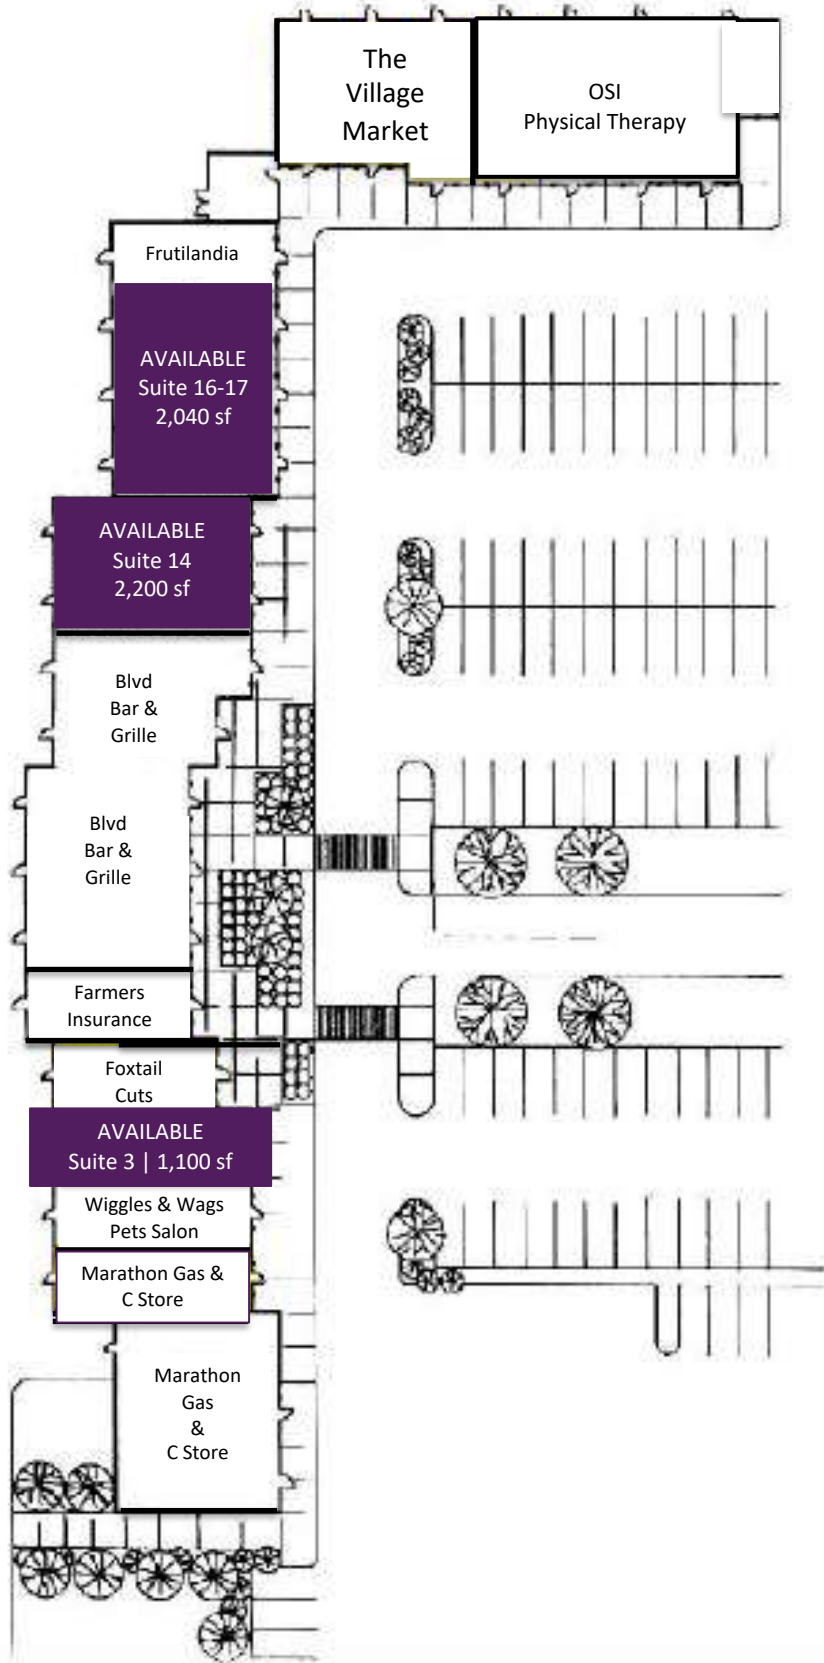 The
Village
Market
OSI
Physical Therapy
Frutilandia
AVAILABLE
Suite 16-17
2,040 sf
AVAILABLE
Suite 14
2,200 sf
Blvd
Bar &
Grille
Blvd
Bar &
Grille
Farmers
Insurance
Foxtail
Cuts
AVAILABLE
Suite 3 | 1,100 sf
Wiggles & Wags
Pets Salon
Marathon Gas &
C Store
Marathon
Gas
&
C Store